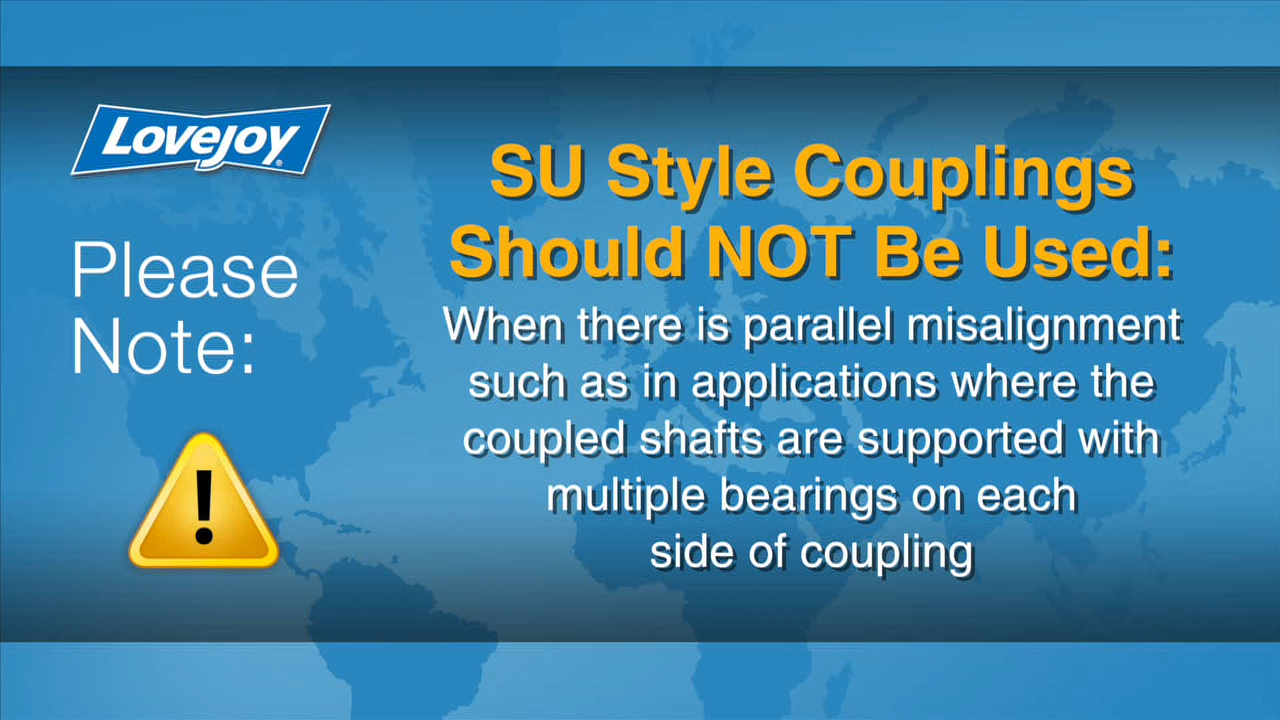 Lovejoy®
Please
Note:
!
SU Style Couplings
Should NOT Be Used:
When there is parallel misalignment
such as in applications where the
coupled shafts are supported with
multiple bearings on each
side of coupling